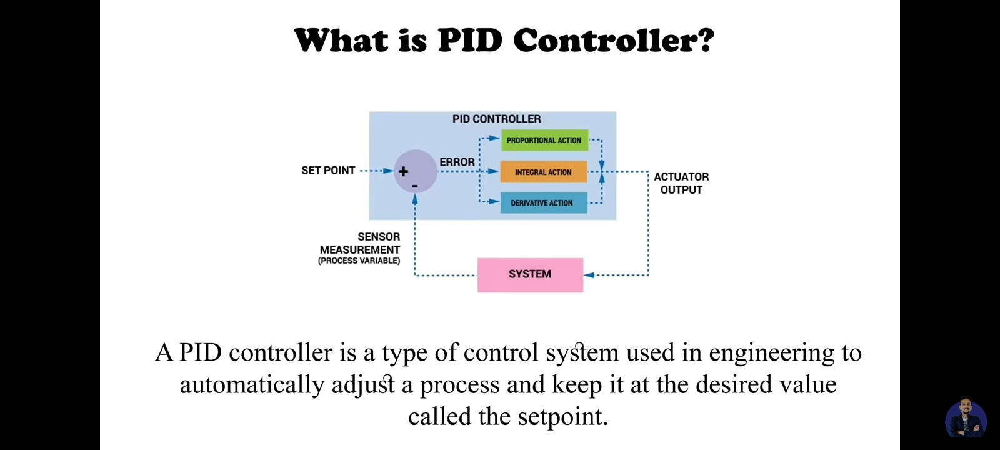 What is PID Controller?
PID CONTROLLER
PROPORTIONAL ACTION
SET POINT
+
-
ERROR
INTEGRAL ACTION
DERIVATIVE ACTION
ACTUATOR
OUTPUT
SENSOR
MEASUREMENT
(PROCESS VARIABLE)
SYSTEM
A PID controller is a type of control system used in engineering to
automatically adjust a process and keep it at the desired value
called the setpoint.